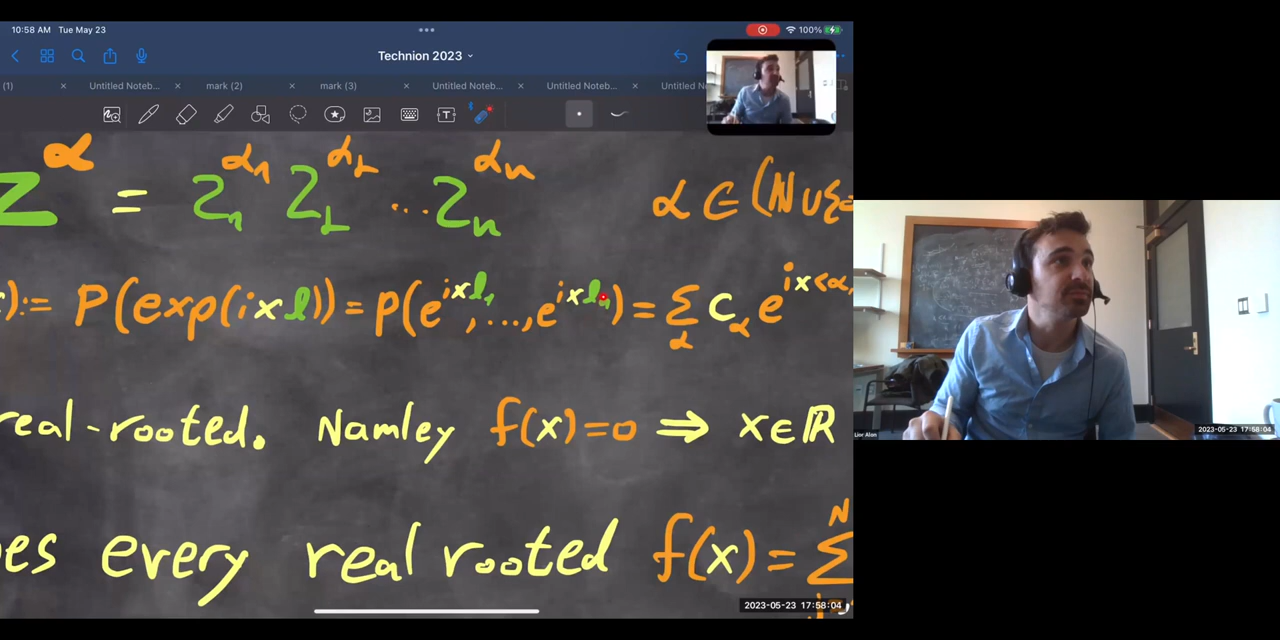 10:58 AM Tue May 23
100%
Technion 2023
(1)
Untitled Noteb...
mark (2)
mark (3)
Untitled Noteb...
Untitled Noteb...
Untitled N
T
z^α = z_1^{α_1} z_2^{α_2} ... z_n^{α_n} α ∈ (N ∪ {
):= P(exp(ixl)) = p(e^{ixl_1}, ..., e^{ixl_n}) = Σ_α c_α e^{ix<α,
real-rooted. Namley f(x)=0 ⇒ x∈ℝ
es every real rooted f(x) = Σ^N
Lior Alon
2023-05-23 17:58:04
2023-05-23 17:58:04